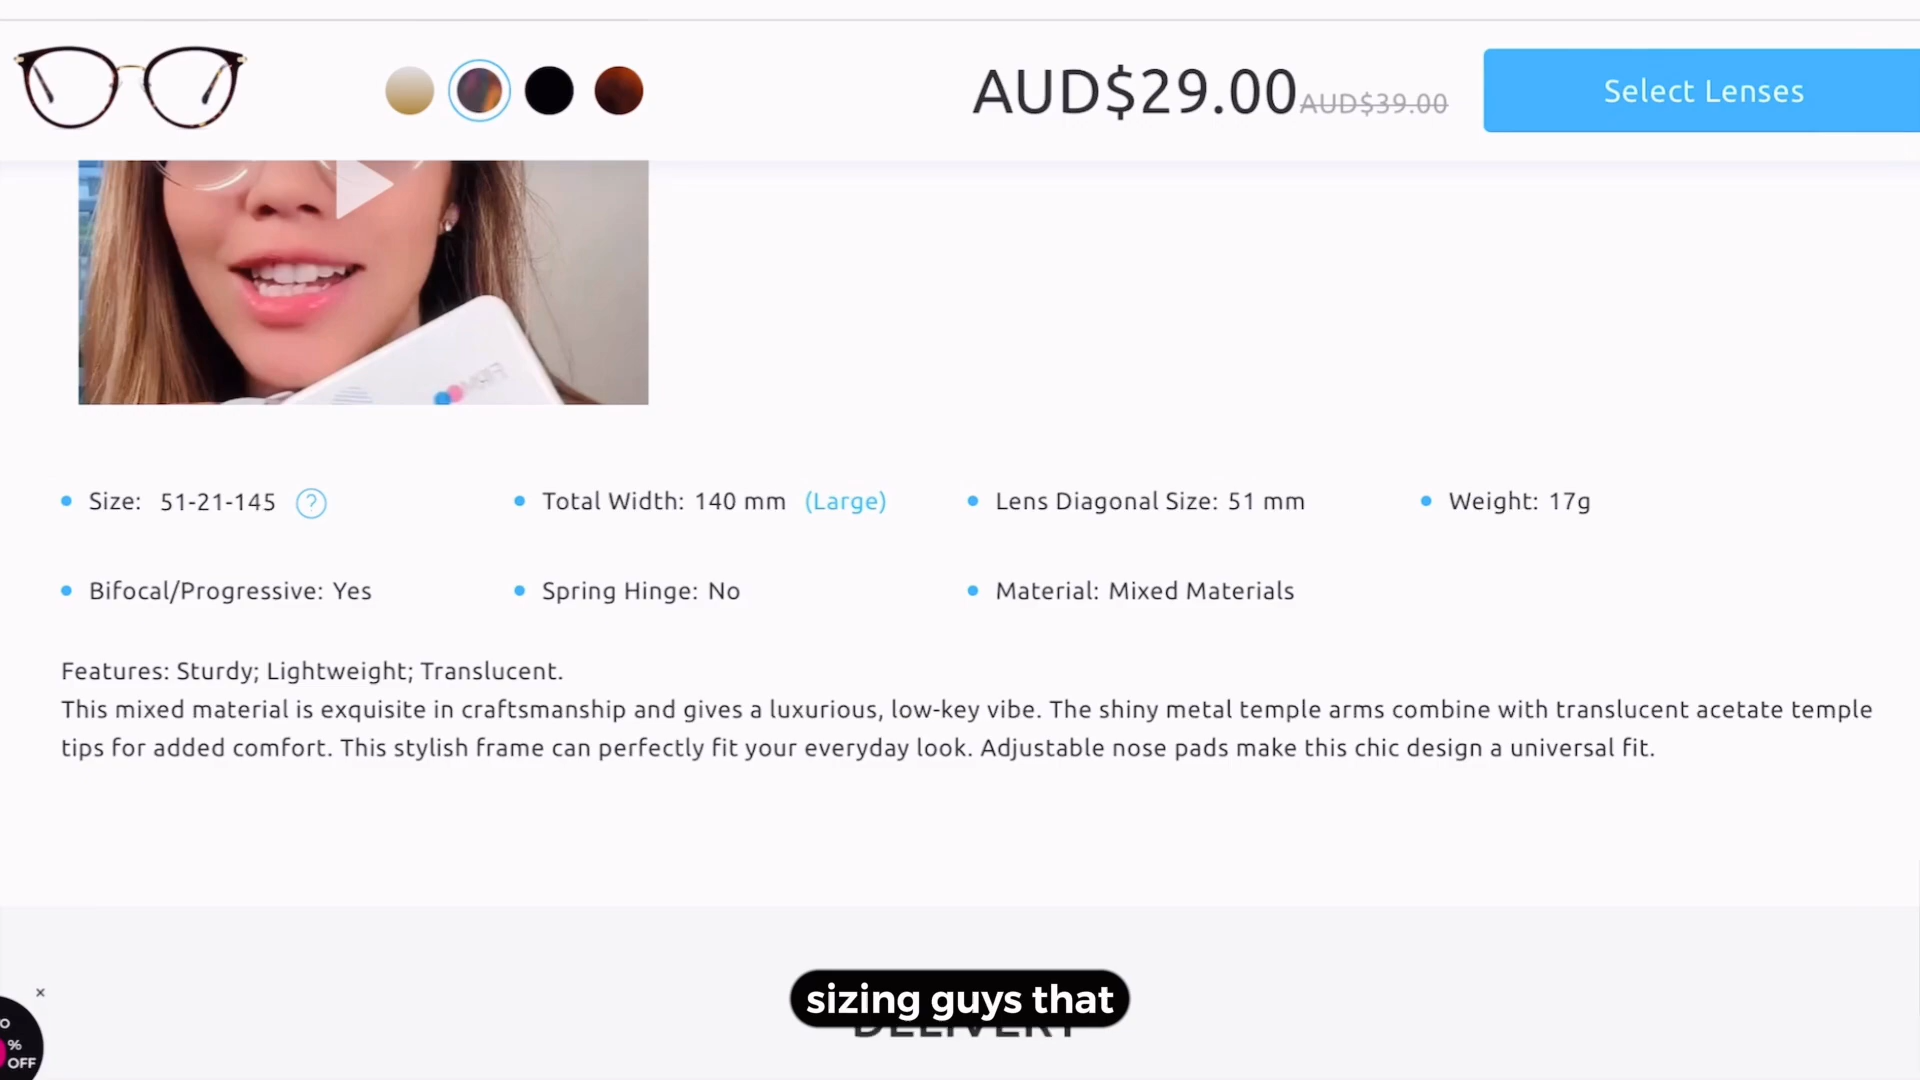 AUD$29.00 AUD$39.00
Select Lenses
Size: 51-21-145 ?
Total Width: 140 mm (Large)
Lens Diagonal Size: 51 mm
Weight: 17g
Bifocal/Progressive: Yes
Spring Hinge: No
Material: Mixed Materials
Features: Sturdy; Lightweight; Translucent.
This mixed material is exquisite in craftsmanship and gives a luxurious, low-key vibe. The shiny metal temple arms combine with translucent acetate temple
tips for added comfort. This stylish frame can perfectly fit your everyday look. Adjustable nose pads make this chic design a universal fit.
sizing guys that
DELIVERY
%
OFF